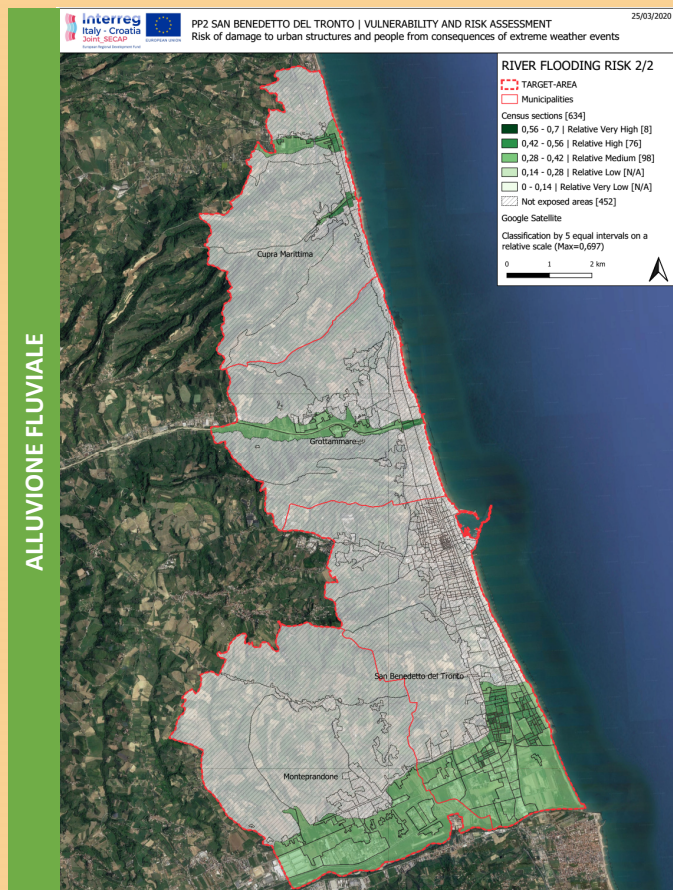 Interreg
Italy - Croatia
Joint_SECAP
European Regional Development Fund
EUROPEAN UNION
PP2 SAN BENEDETTO DEL TRONTO | VULNERABILITY AND RISK ASSESSMENT
Risk of damage to urban structures and people from consequences of extreme weather events
25/03/2020
RIVER FLOODING RISK 2/2
TARGET-AREA
Municipalities
Census sections [634]
0,56 - 0,7 | Relative Very High [8]
0,42 - 0,56 | Relative High [76]
0,28 - 0,42 | Relative Medium [98]
0,14 - 0,28 | Relative Low [N/A]
0 - 0,14 | Relative Very Low [N/A]
Not exposed areas [452]
Google Satellite
Classification by 5 equal intervals on a
relative scale (Max=0,697)
0 1 2 km
ALLUVIONE FLUVIALE
Cupra Marittima
Grottammare
San Benedetto del Tronto
Monteprandone